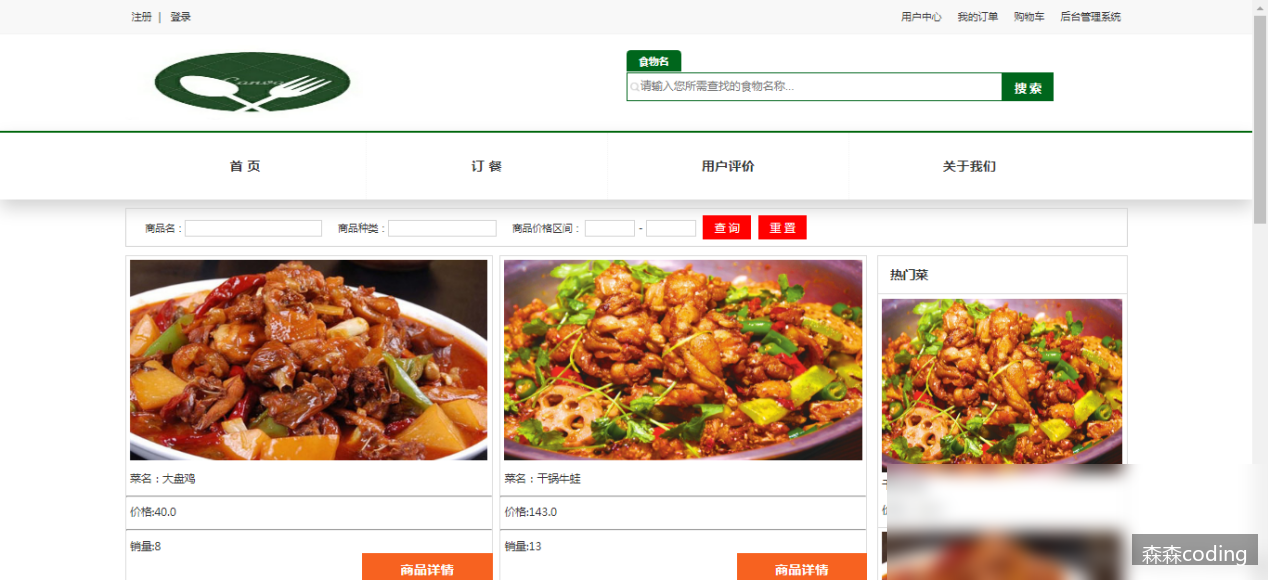 注册 | 登录
用户中心 我的订单 购物车 后台管理系统
食物名
请输入您所需查找的食物名称...
搜 索
首 页 订 餐 用户评价 关于我们
商品名： 商品种类： 商品价格区间： - 查 询 重 置
热门菜
菜名：大盘鸡
价格:40.0
销量:8
商品详情
菜名：干锅牛蛙
价格:143.0
销量:13
商品详情
森森coding